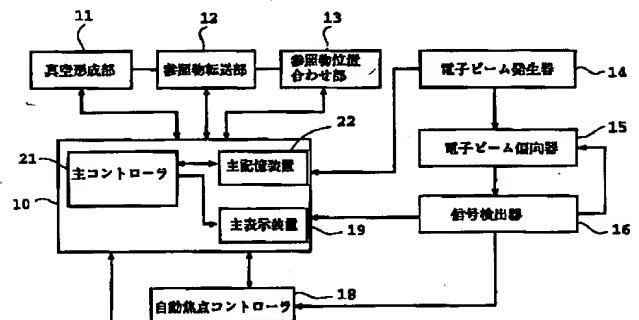 11
12
13
真空形成部
参照物転送部
参照物位置
合わせ部
電子ビーム発生器
14
22
15
21
主コントローラ
主記憶装置
電子ビーム偏向器
10
主表示装置
19
信号検出器
16
18
自動焦点コントローラ